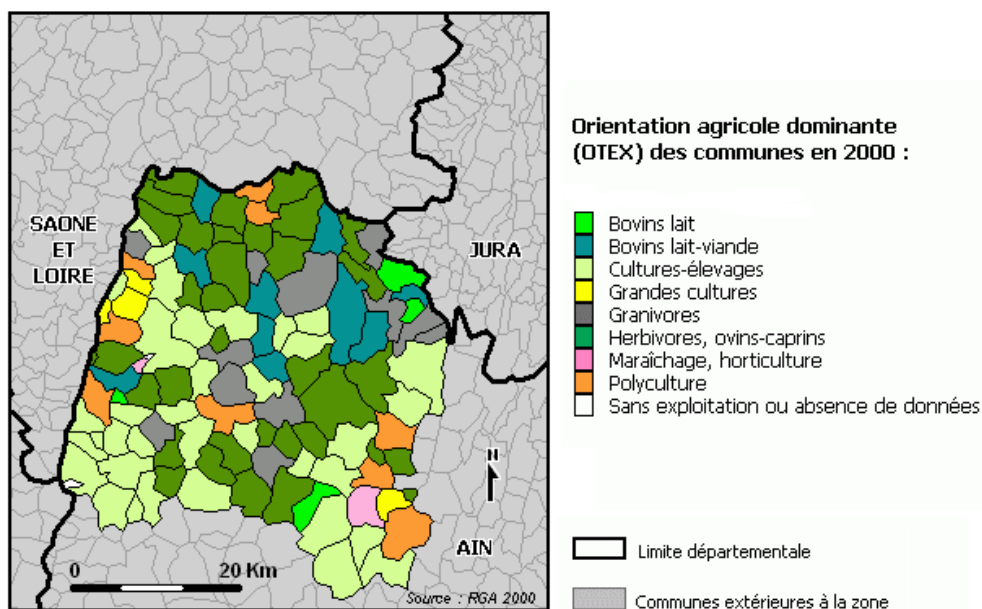 Orientation agricole dominante
(OTEX) des communes en 2000 :
Bovins lait
Bovins lait-viande
Cultures-élevages
Grandes cultures
Granivores
Herbivores, ovins-caprins
Maraîchage, horticulture
Polyculture
Sans exploitation ou absence de données
Limite départementale
Communes extérieures à la zone
SAONE
ET
LOIRE
JURA
AIN
N
0 20 Km
Source : RGA 2000